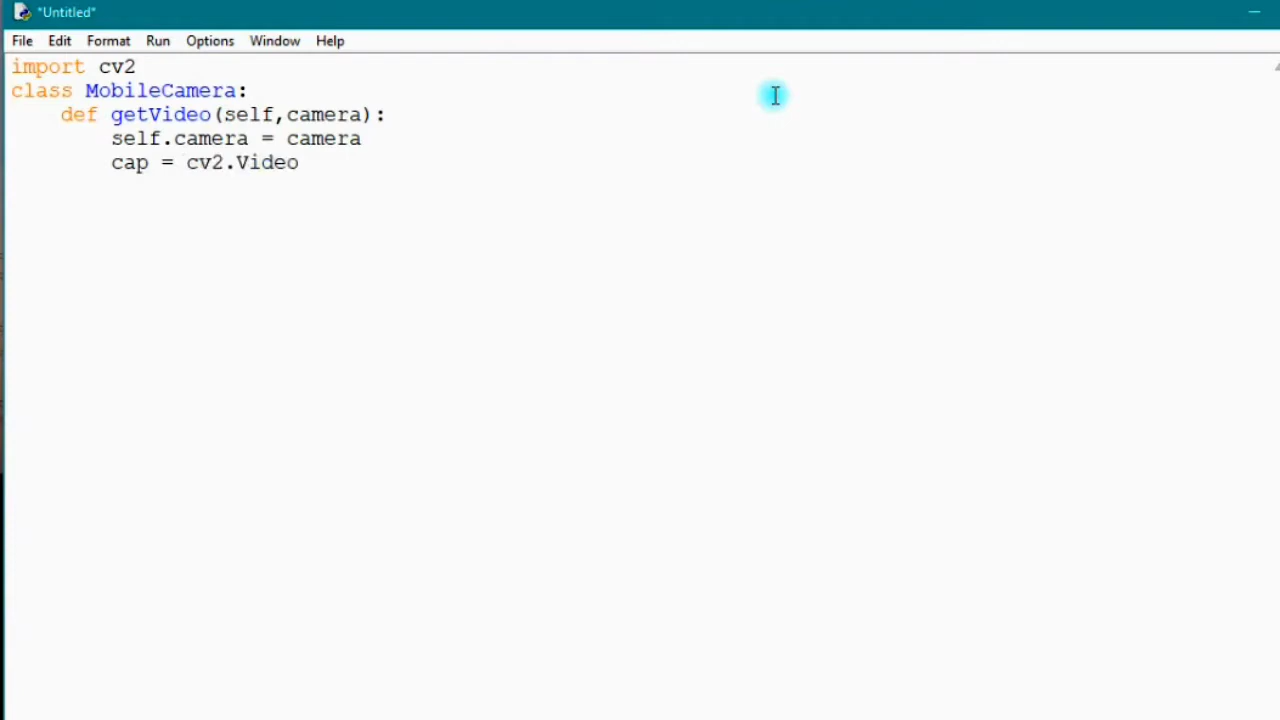 *Untitled*
File Edit Format Run Options Window Help
import cv2
class MobileCamera:
    def getVideo(self,camera):
        self.camera = camera
        cap = cv2.Video